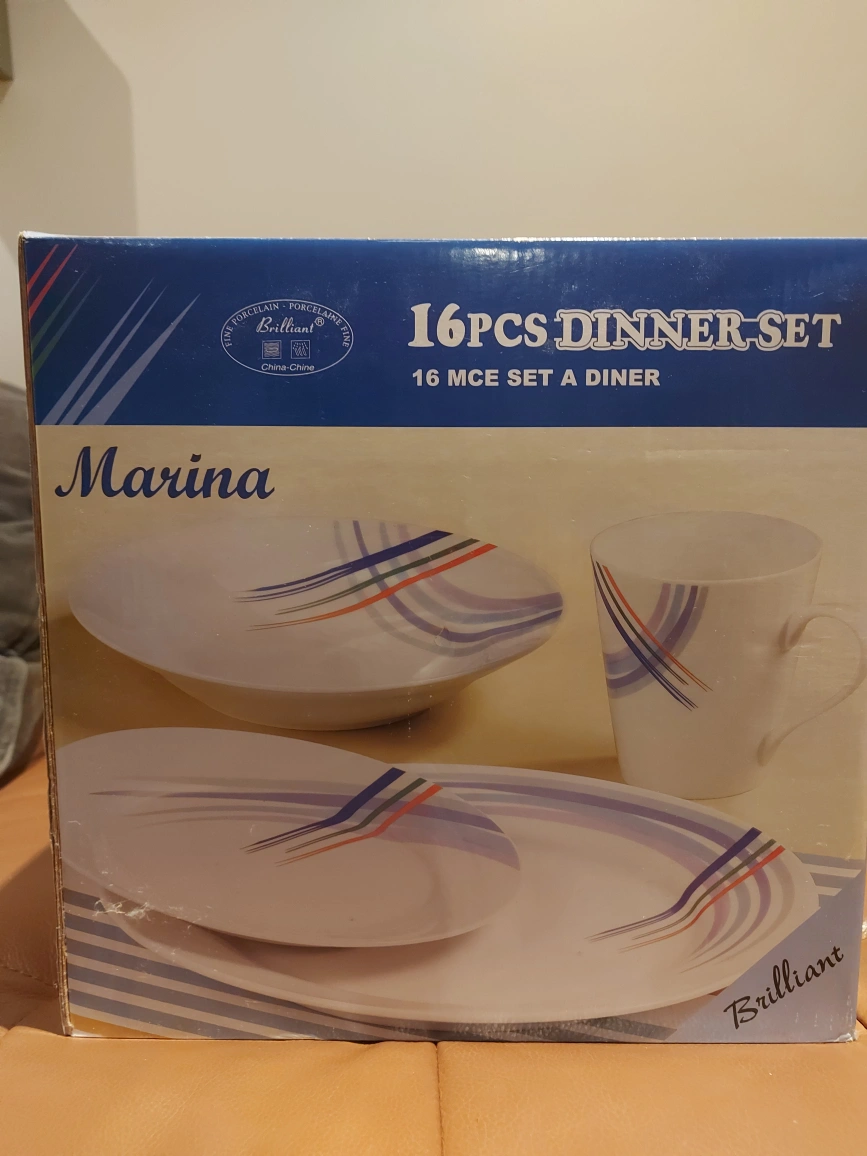 FINE PORCELAIN - PORCELAINE FINE
Brilliant®
China-Chine
16PCS DINNER SET
16 MCE SET A DINER
Marina
Brilliant